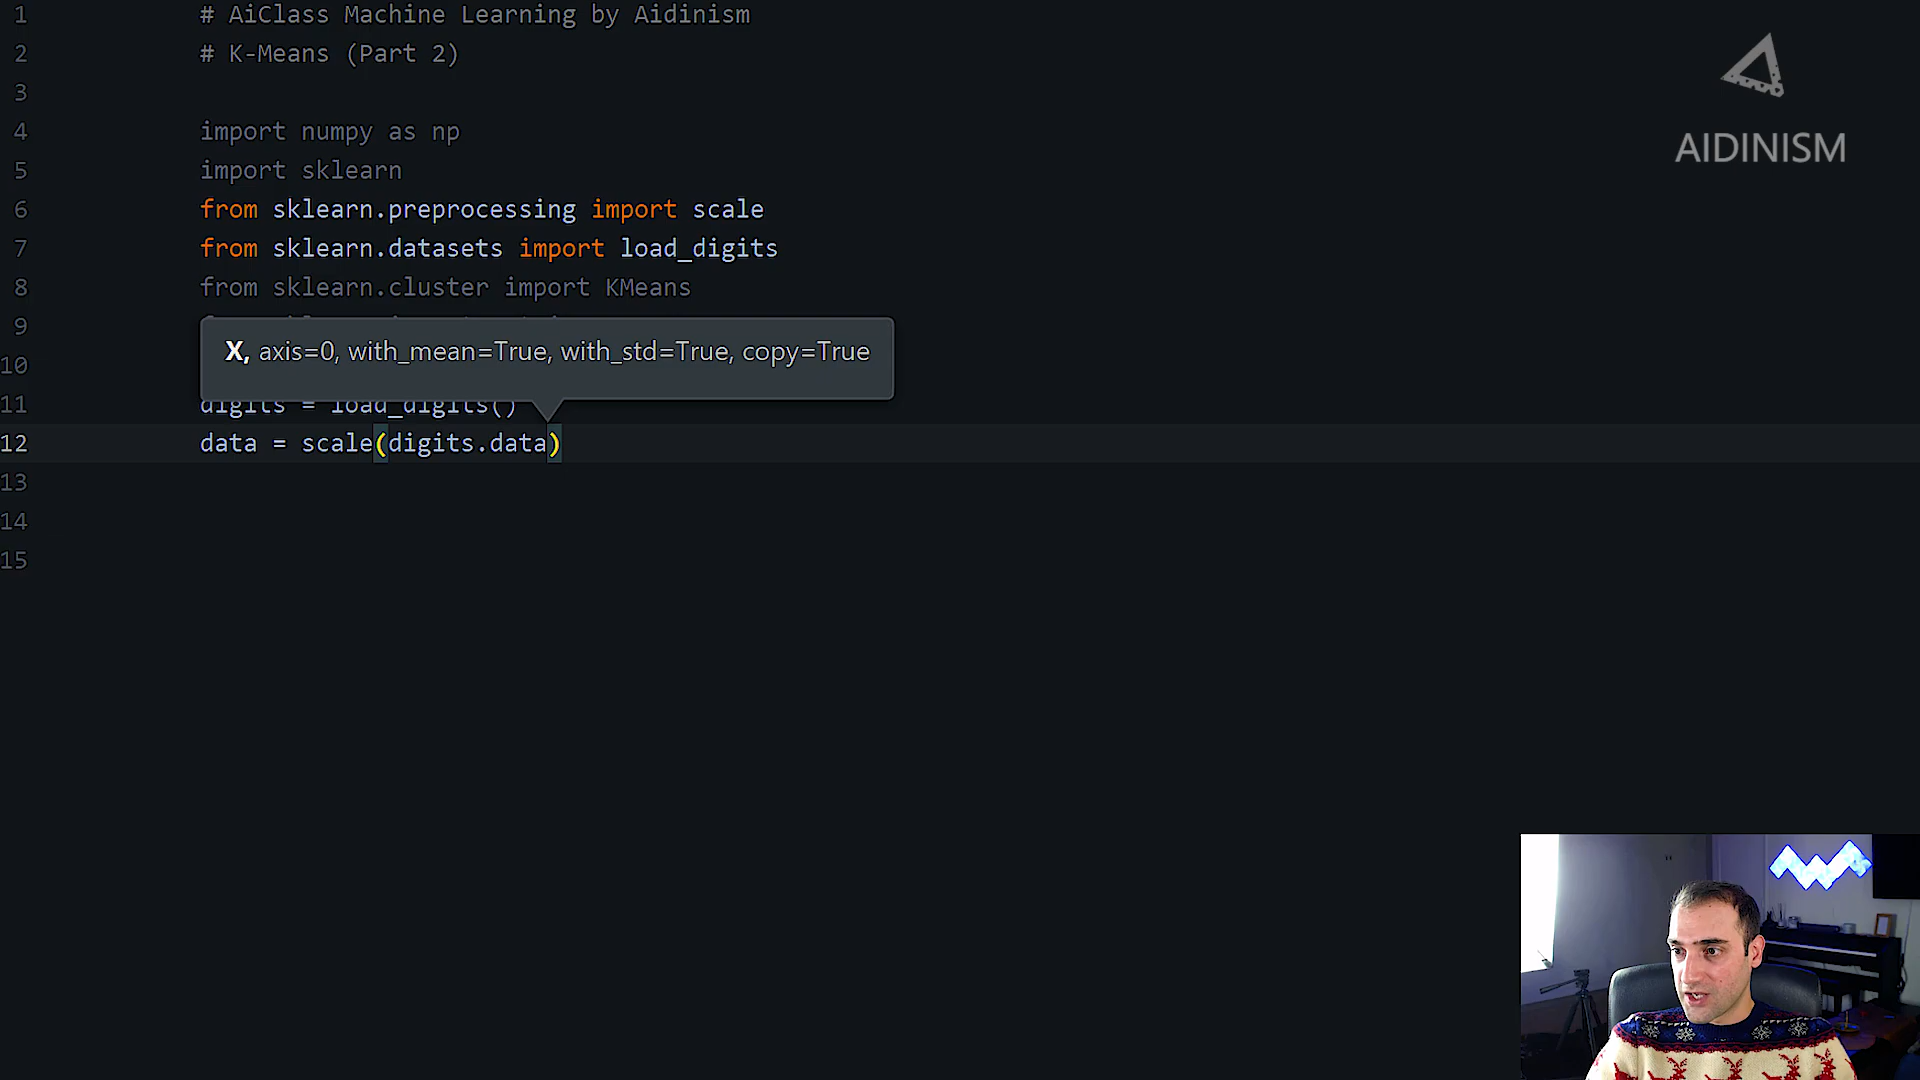 1 # AiClass Machine Learning by Aidinism
2 # K-Means (Part 2)
3
4 import numpy as np
5 import sklearn
6 from sklearn.preprocessing import scale
7 from sklearn.datasets import load_digits
8 from sklearn.cluster import KMeans
9
X, axis=0, with_mean=True, with_std=True, copy=True
10
11 digits = load_digits()
12 data = scale(digits.data)
13
14
15
AIDINISM